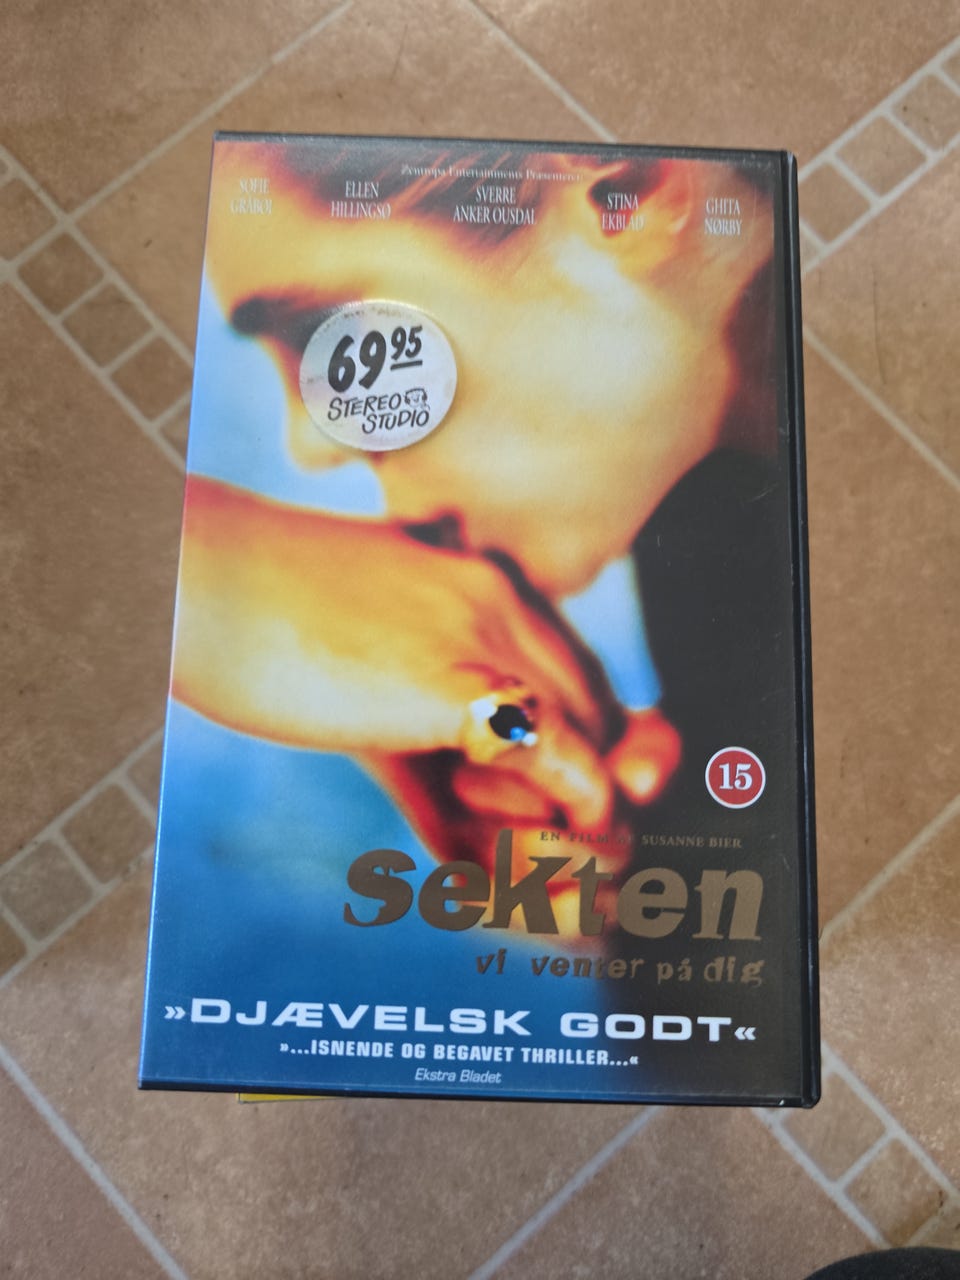 Zentropa Entertainments Præsenterer:
SOFIE
GRÅBØL
ELLEN
HILLINGSØ
SVERRE
ANKER OUSDAL
STINA
EKBLAD
GHITA
NØRBY
69 95
STEREO
STUDIO
15
EN FILM AF SUSANNE BIER
sekten
vi venter på dig
»DJÆVELSK GODT«
»...ISNENDE OG BEGAVET THRILLER...«
Ekstra Bladet